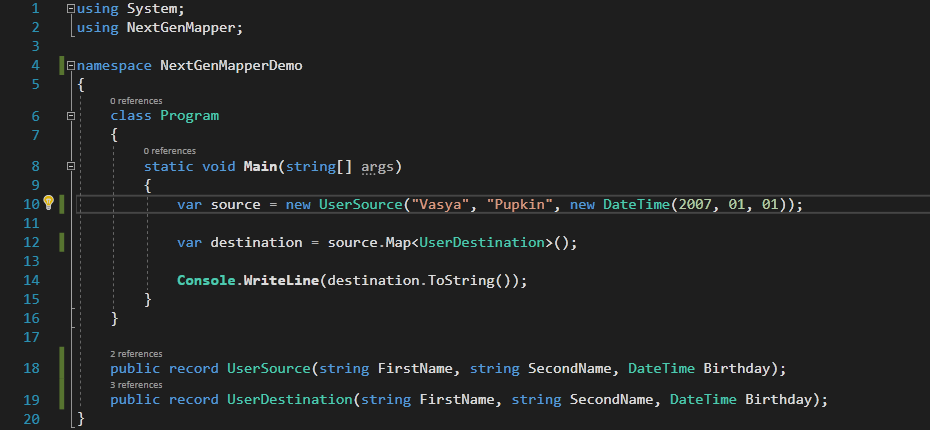 1 using System;
2 using NextGenMapper;
3
4 namespace NextGenMapperDemo
5 {
0 references
6 class Program
7 {
0 references
8 static void Main(string[] args)
9 {
10 var source = new UserSource("Vasya", "Pupkin", new DateTime(2007, 01, 01));
11
12 var destination = source.Map<UserDestination>();
13
14 Console.WriteLine(destination.ToString());
15 }
16 }
17
2 references
18 public record UserSource(string FirstName, string SecondName, DateTime Birthday);
3 references
19 public record UserDestination(string FirstName, string SecondName, DateTime Birthday);
20 }